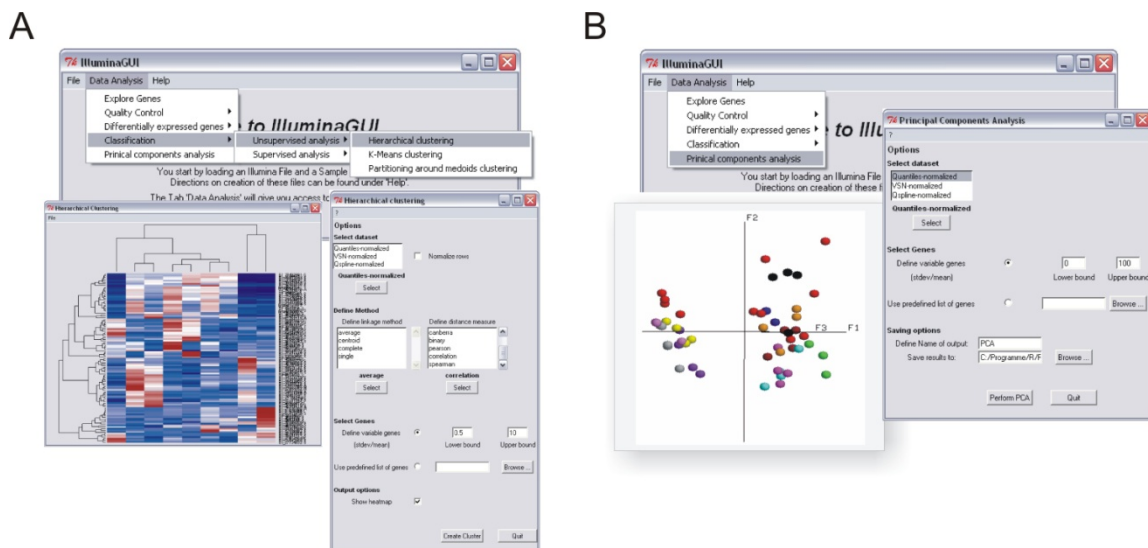 A
IlluminaGUI
File Data Analysis Help
Explore Genes
Quality Control
Differentially expressed genes
Classification
Prinical components analysis
e to IlluminaGUI
Unsupervised analysis
Supervised analysis
Hierarchical clustering
K-Means clustering
Partitioning around medoids clustering
You start by loading an Illumina File and a Sample
Directions on creation of these files can be found under 'Help'.
The Tab 'Data Analysis' will give you access to
Hierarchical Clustering
File
Hierarchical clustering
?
Options
Select dataset
Quantiles-normalized
VSN-normalized
Qspline-normalized
Normalize rows
Quantiles-normalized
Select
Define Method
Define linkage method
Define distance measure
average
centroid
complete
single
canberra
binary
pearson
correlation
spearman
average
correlation
Select
Select
Select Genes
Define variable genes
(stdev/mean)
0.5
10
Lower bound
Upper bound
Use predefined list of genes
Browse ...
Output options
Show heatmap
Create Cluster
Quit
B
IlluminaGUI
File Data Analysis Help
Explore Genes
Quality Control
Differentially expressed genes
Classification
Prinical components analysis
e to Illu
You start by loading an Illumina File
Directions on creation of these f
F2
F3
F1
Principal Components Analysis
?
Options
Select dataset
Quantiles-normalized
VSN-normalized
Qspline-normalized
Quantiles-normalized
Select
Select Genes
Define variable genes
(stdev/mean)
0
100
Lower bound
Upper bound
Use predefined list of genes
Browse ...
Saving options
Define Name of output:
PCA
Save results to:
C:/Programme/R/F
Browse ...
Perform PCA
Quit